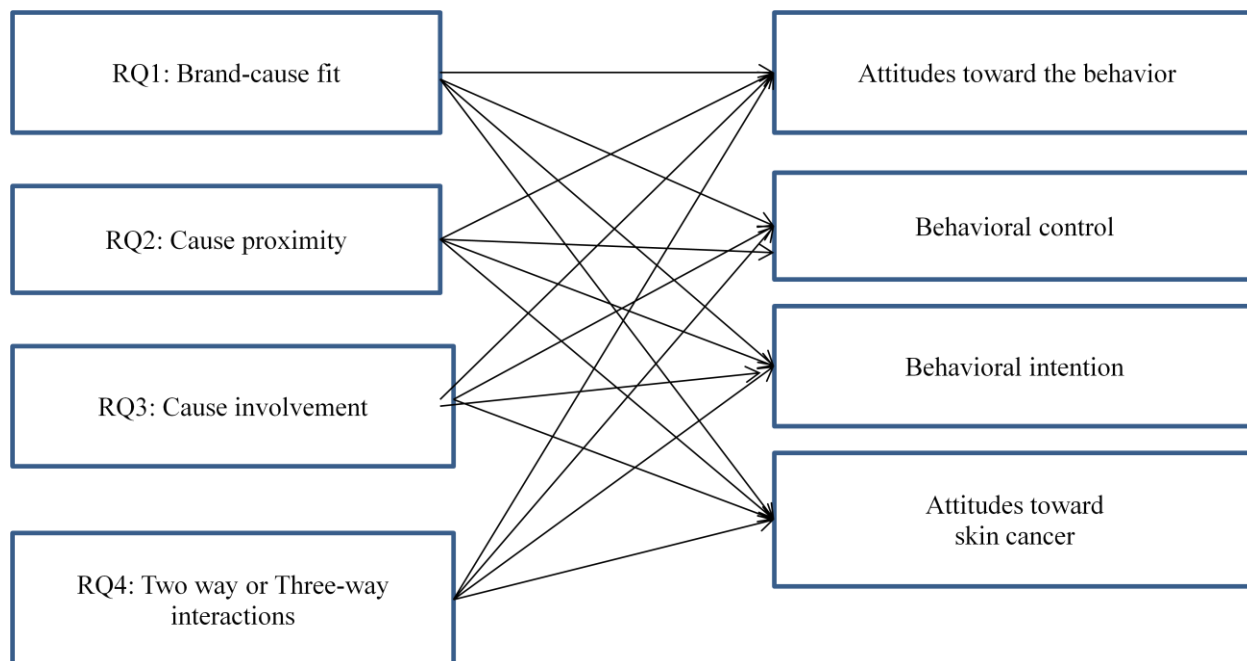 RQ1: Brand-cause fit
Attitudes toward the behavior
RQ2: Cause proximity
Behavioral control
RQ3: Cause involvement
Behavioral intention
RQ4: Two way or Three-way
interactions
Attitudes toward
skin cancer